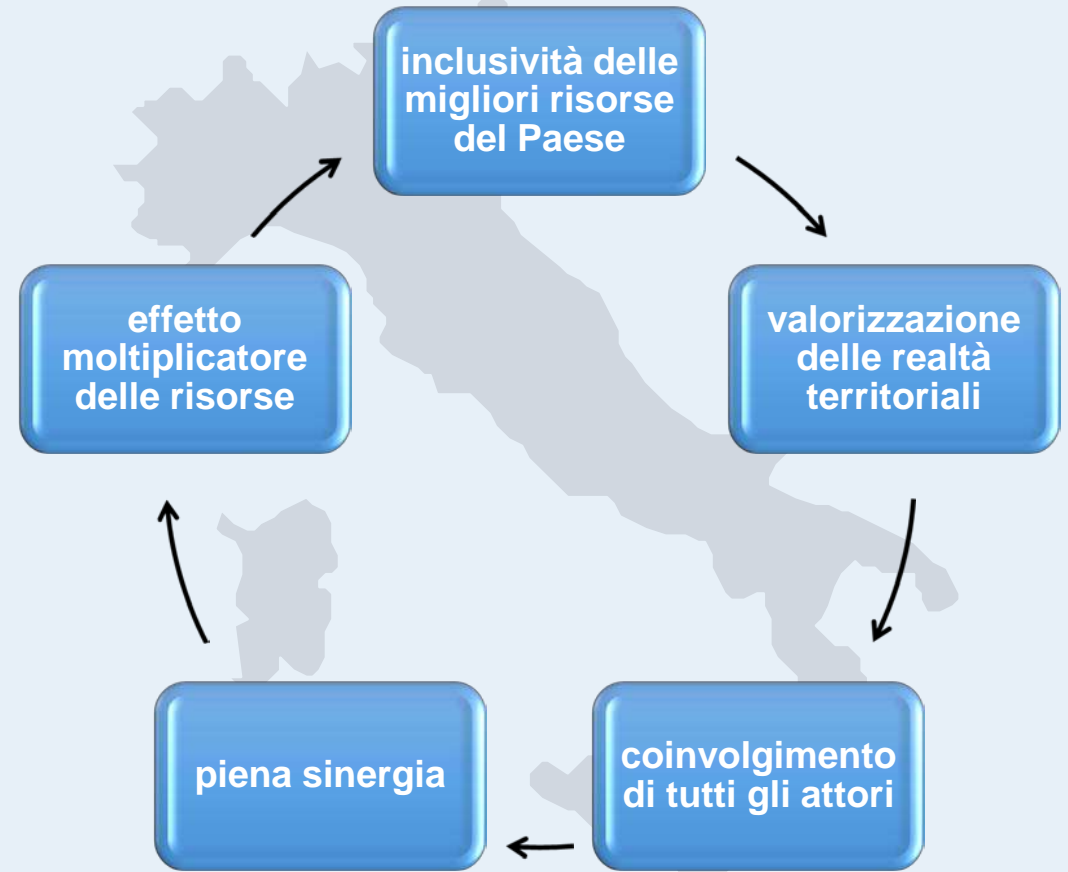 inclusività delle
migliori risorse
del Paese
valorizzazione
delle realtà
territoriali
coinvolgimento
di tutti gli attori
piena sinergia
effetto
moltiplicatore
delle risorse